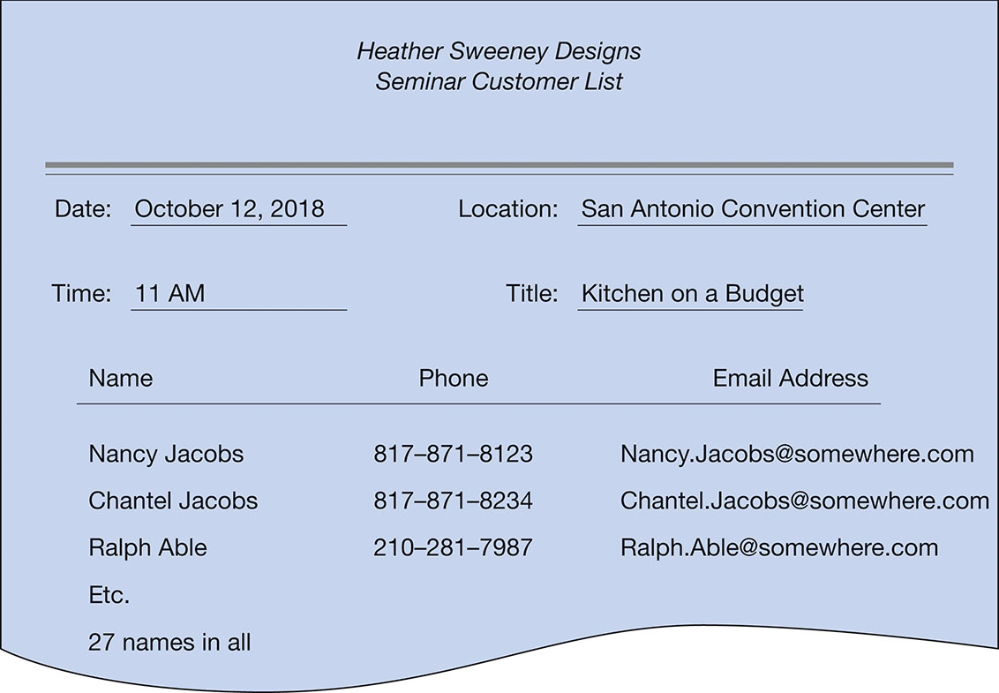 Heather Sweeney Designs
Seminar Customer List
Date: October 12, 2018 Location: San Antonio Convention Center
Time: 11 AM Title: Kitchen on a Budget
Name Phone Email Address
Nancy Jacobs 817–871–8123 Nancy.Jacobs@somewhere.com
Chantel Jacobs 817–871–8234 Chantel.Jacobs@somewhere.com
Ralph Able 210–281–7987 Ralph.Able@somewhere.com
Etc.
27 names in all